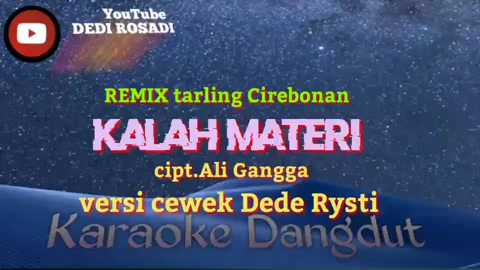 YouTube
DEDI ROSADI
REMIX tarling Cirebonan
KALAH MATERI
cipt.Ali Gangga
versi cewek Dede Rysti
Karaoke Dangdut